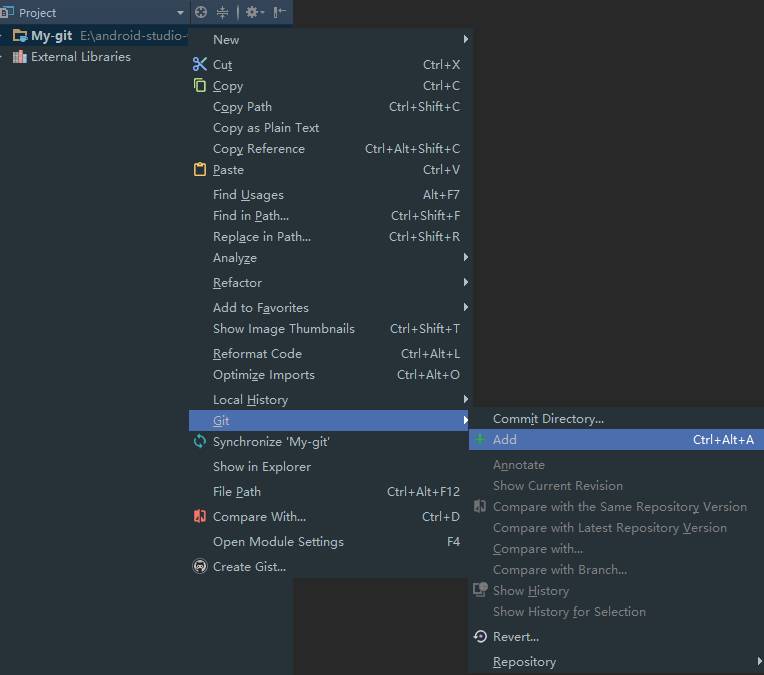 Project
My-git E:\android-studio-
External Libraries
New
Cut Ctrl+X
Copy Ctrl+C
Copy Path Ctrl+Shift+C
Copy as Plain Text
Copy Reference Ctrl+Alt+Shift+C
Paste Ctrl+V
Find Usages Alt+F7
Find in Path... Ctrl+Shift+F
Replace in Path... Ctrl+Shift+R
Analyze
Refactor
Add to Favorites
Show Image Thumbnails Ctrl+Shift+T
Reformat Code Ctrl+Alt+L
Optimize Imports Ctrl+Alt+O
Local History
Git
Synchronize 'My-git'
Show in Explorer
File Path Ctrl+Alt+F12
Compare With... Ctrl+D
Open Module Settings F4
Create Gist...
Commit Directory...
Add Ctrl+Alt+A
Annotate
Show Current Revision
Compare with the Same Repository Version
Compare with Latest Repository Version
Compare with...
Compare with Branch...
Show History
Show History for Selection
Revert...
Repository